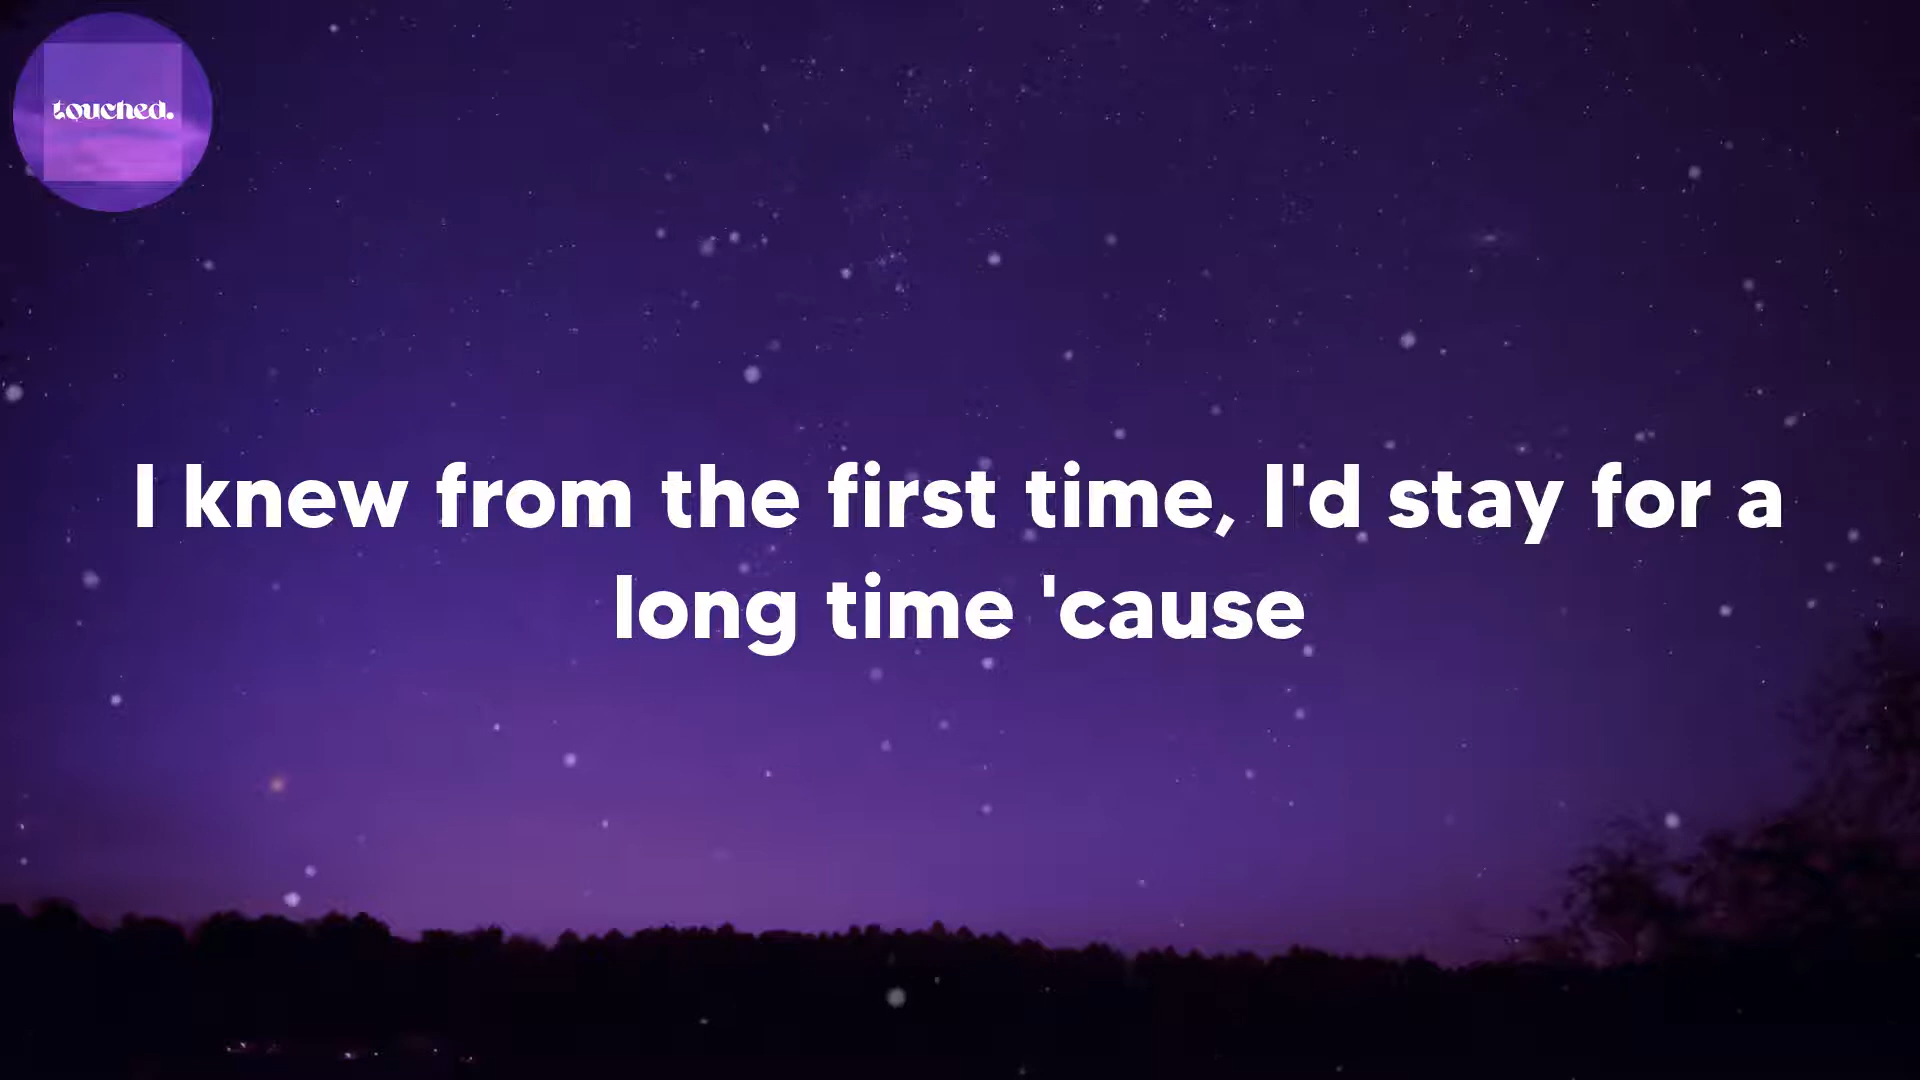 touched.
I knew from the first time, I'd stay for a
long time 'cause